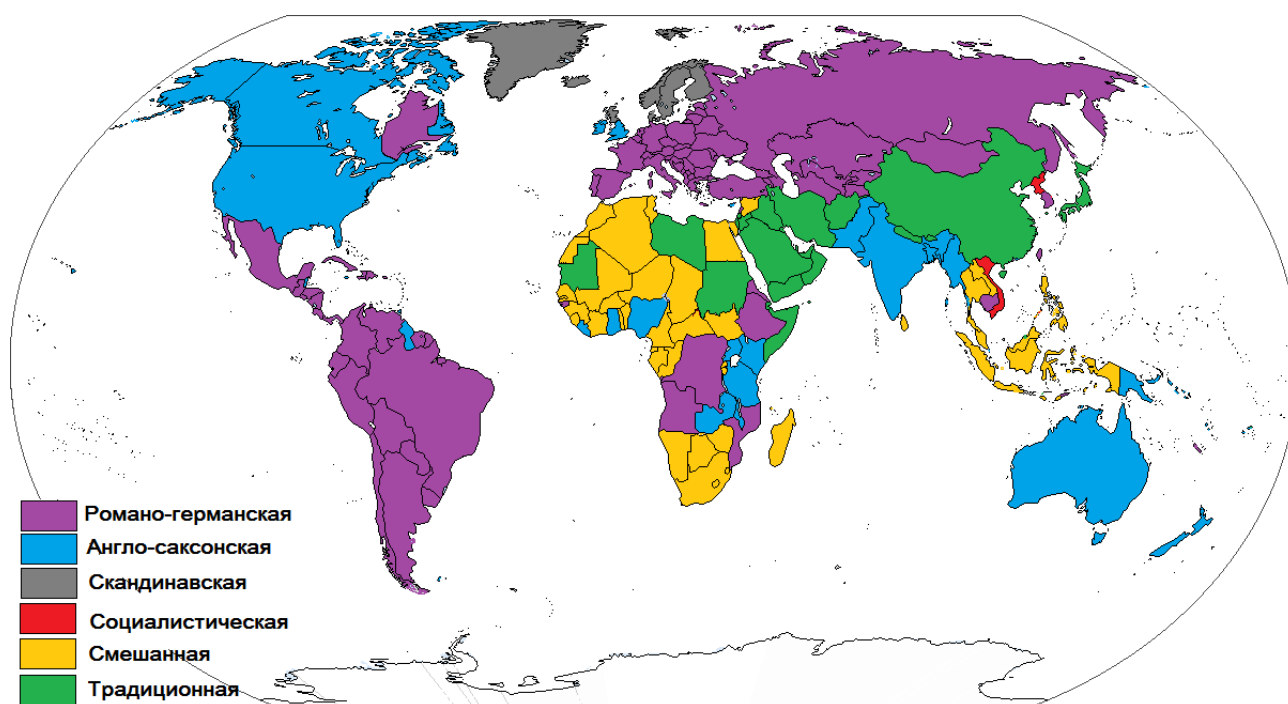 Романо-германская
Англо-саксонская
Скандинавская
Социалистическая
Смешанная
Традиционная